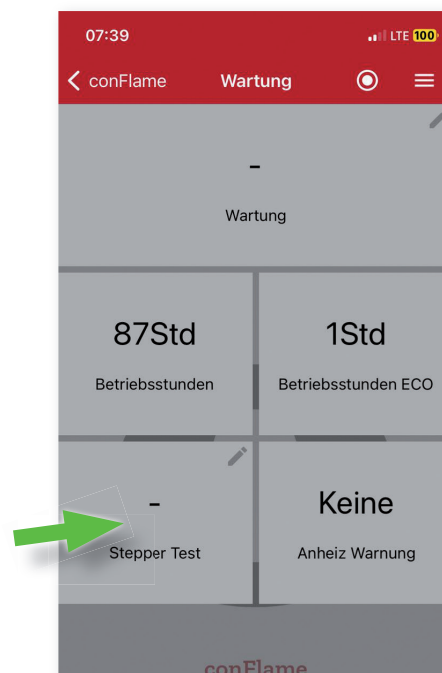 07:39 LTE 100
conFlame Wartung
-
Wartung
87Std 1Std
Betriebsstunden Betriebsstunden ECO
- Keine
Stepper Test Anheiz Warnung
conFlame